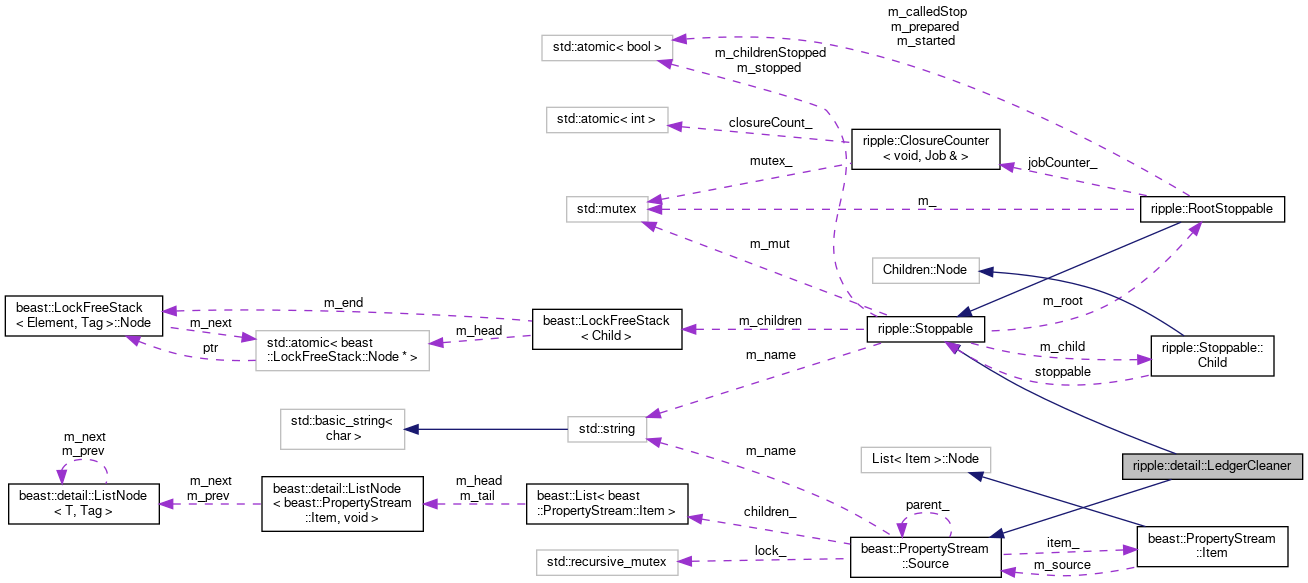 m_calledStop
m_prepared
m_started
std::atomic< bool >
m_childrenStopped
m_stopped
std::atomic< int >
closureCount_
ripple::ClosureCounter
< void, Job & >
mutex_
jobCounter_
std::mutex
m_
ripple::RootStoppable
m_mut
Children::Node
m_root
beast::LockFreeStack
< Element, Tag >::Node
m_end
m_next
ptr
std::atomic< beast
::LockFreeStack::Node * >
m_head
beast::LockFreeStack
< Child >
m_children
ripple::Stoppable
m_child
stoppable
ripple::Stoppable::
Child
m_name
std::basic_string<
char >
std::string
m_next
m_prev
m_name
List< Item >::Node
ripple::detail::LedgerCleaner
beast::detail::ListNode
< T, Tag >
m_next
m_prev
beast::detail::ListNode
< beast::PropertyStream
::Item, void >
m_head
m_tail
beast::List< beast
::PropertyStream::Item >
children_
parent_
std::recursive_mutex
lock_
beast::PropertyStream
::Source
item_
m_source
beast::PropertyStream
::Item